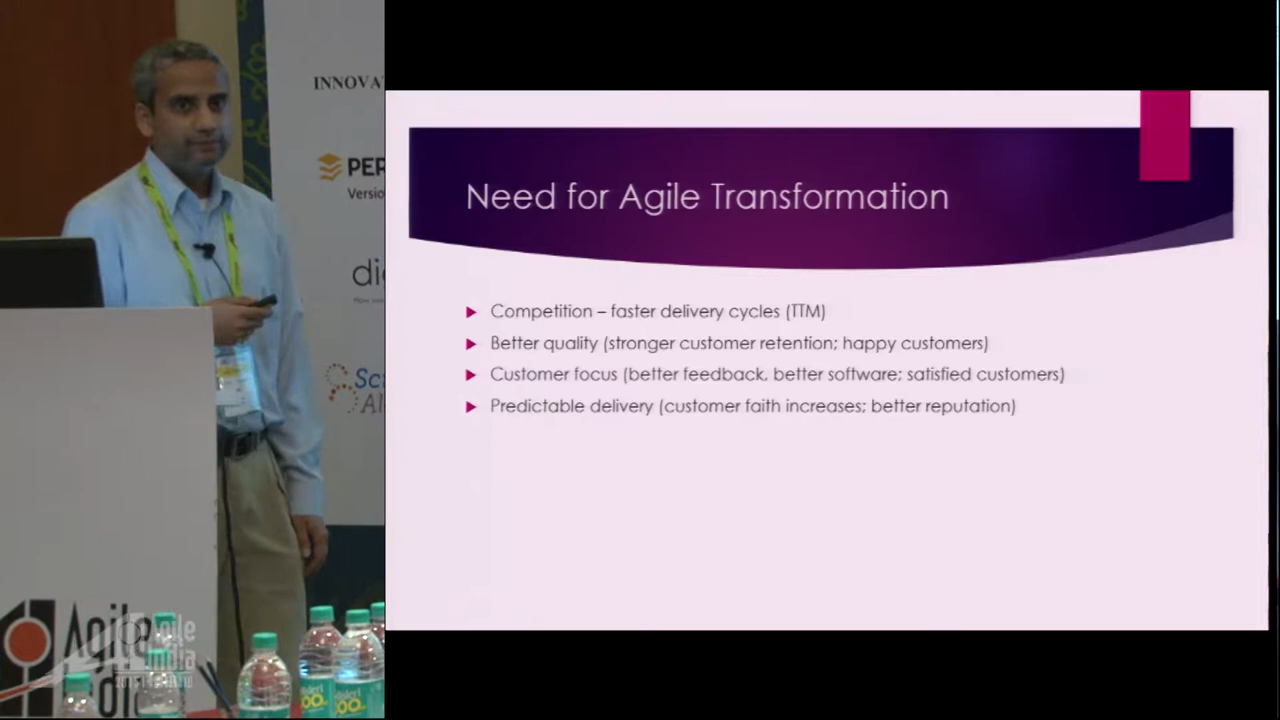 INNOVA
PER
Versio
die
Sc
Al
Agile
Agile
India
Need for Agile Transformation
Competition – faster delivery cycles (TTM)
Better quality (stronger customer retention; happy customers)
Customer focus (better feedback, better software; satisfied customers)
Predictable delivery (customer faith increases; better reputation)